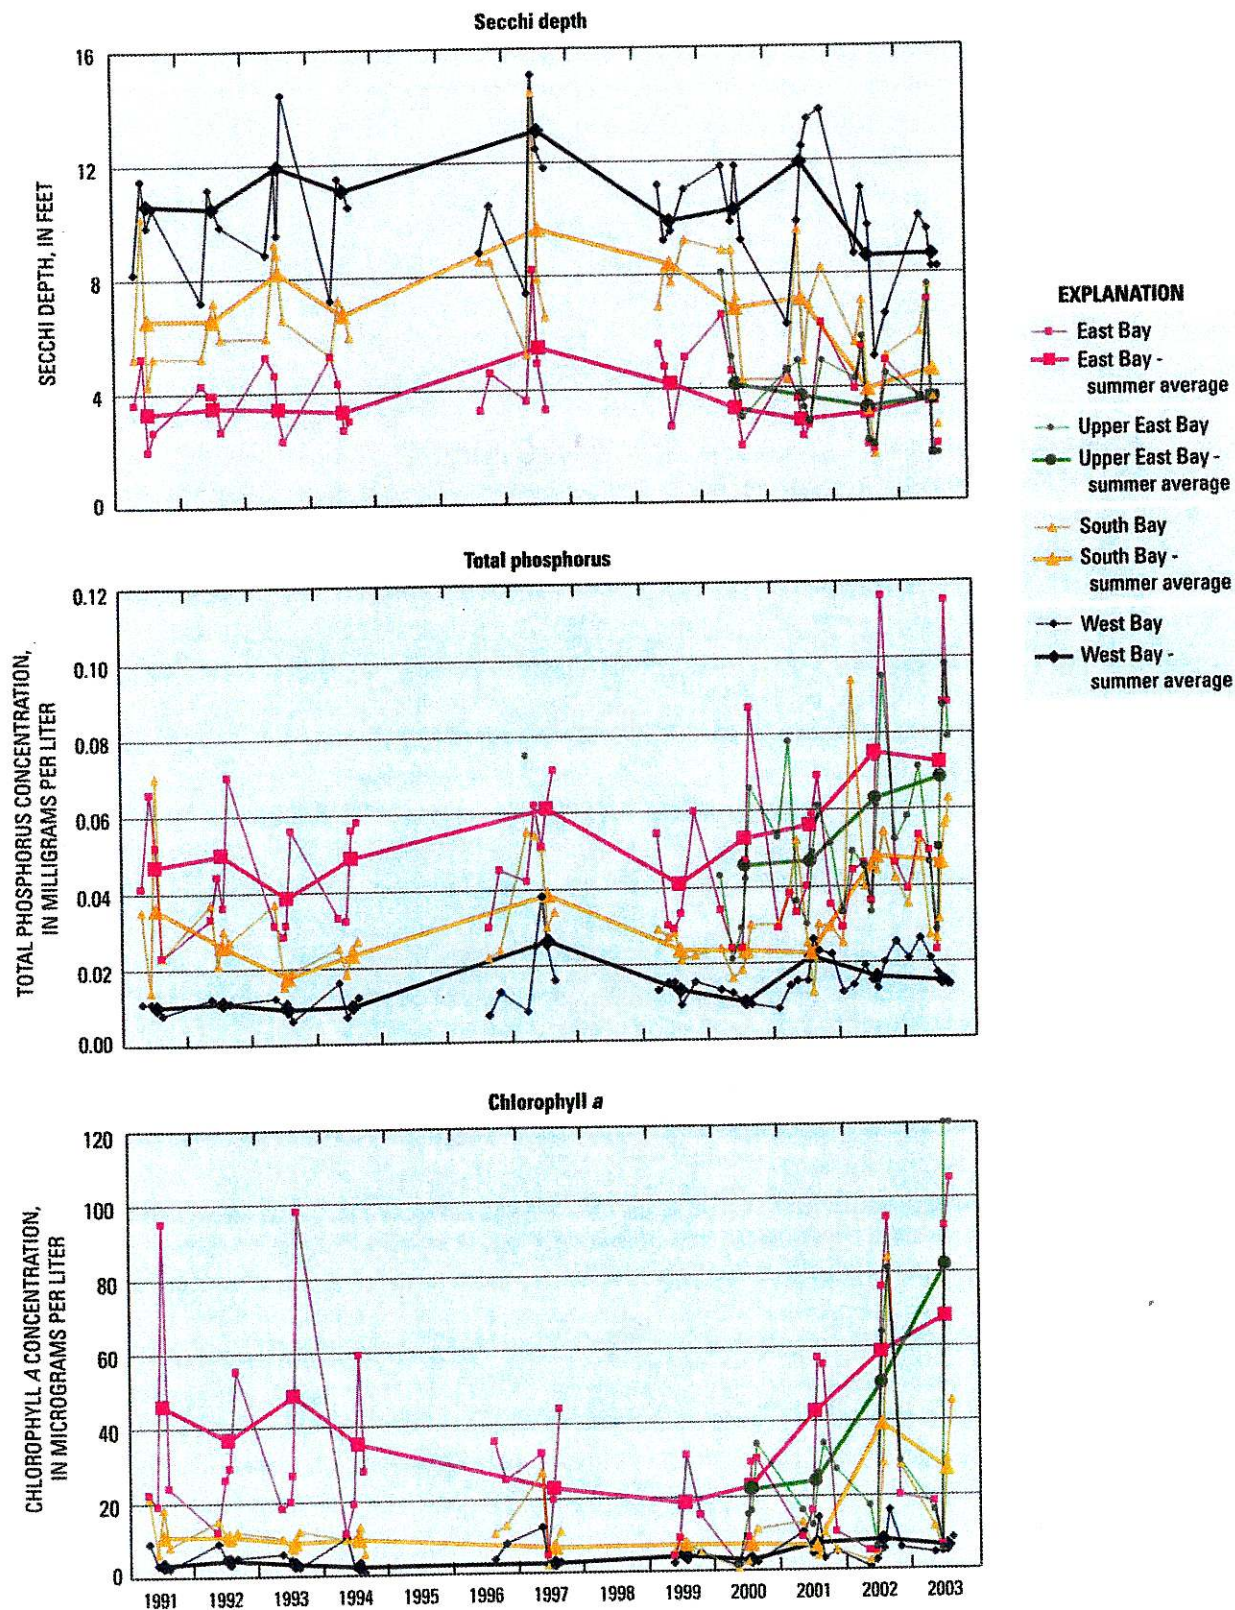 Secchi depth
16
12
8
4
0
SECCHI DEPTH, IN FEET
Total phosphorus
0.12
0.10
0.08
0.06
0.04
0.02
0.00
TOTAL PHOSPHORUS CONCENTRATION,
IN MILLIGRAMS PER LITER
Chlorophyll a
120
100
80
60
40
20
0
CHLOROPHYLL A CONCENTRATION,
IN MICROGRAMS PER LITER
1991 1992 1993 1994 1995 1996 1997 1998 1999 2000 2001 2002 2003
EXPLANATION
East Bay
East Bay -
summer average
Upper East Bay
Upper East Bay -
summer average
South Bay
South Bay -
summer average
West Bay
West Bay -
summer average